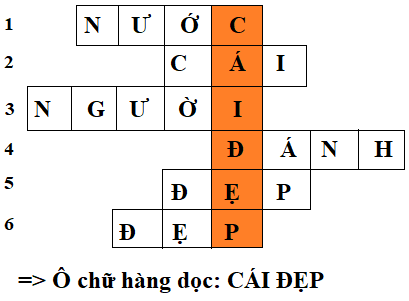 1 N Ư Ớ C
2 C Á I
3 N G Ư Ờ I
4 Đ Á N H
5 Đ Ẹ P
6 Đ Ẹ P
=> Ô chữ hàng dọc: CÁI ĐẸP